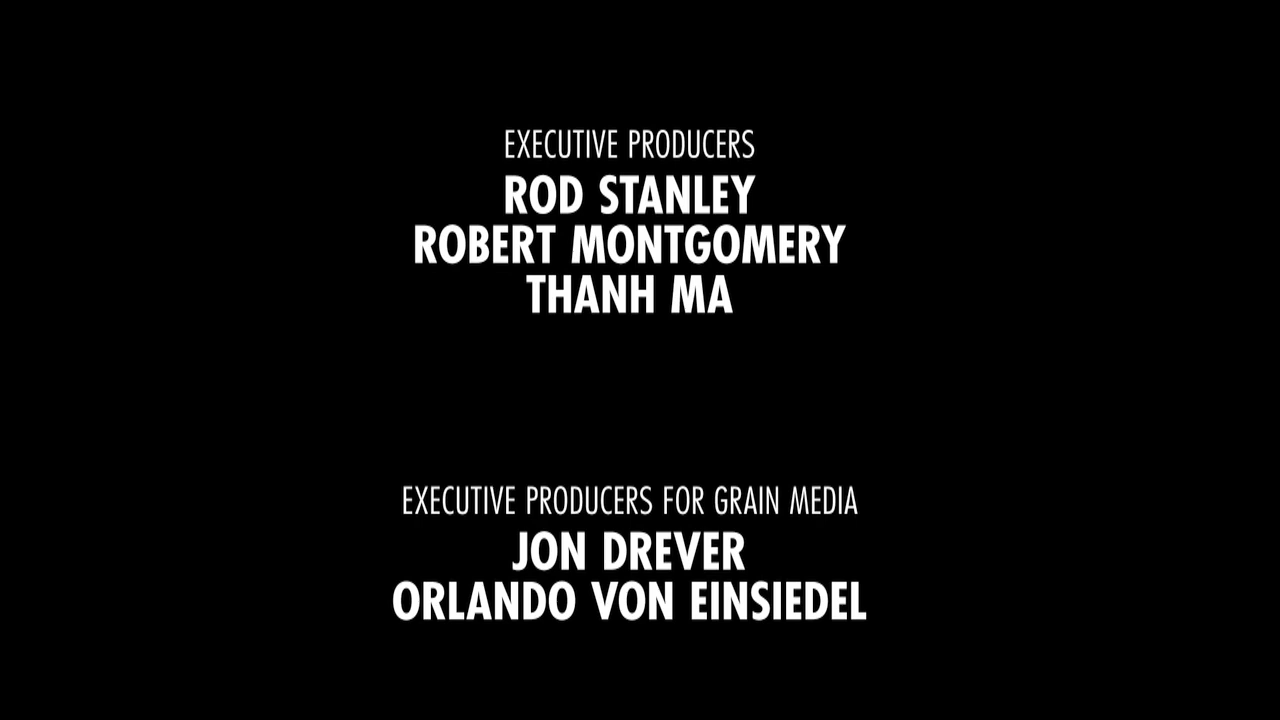 EXECUTIVE PRODUCERS
ROD STANLEY
ROBERT MONTGOMERY
THANH MA
EXECUTIVE PRODUCERS FOR GRAIN MEDIA
JON DREVER
ORLANDO VON EINSIEDEL